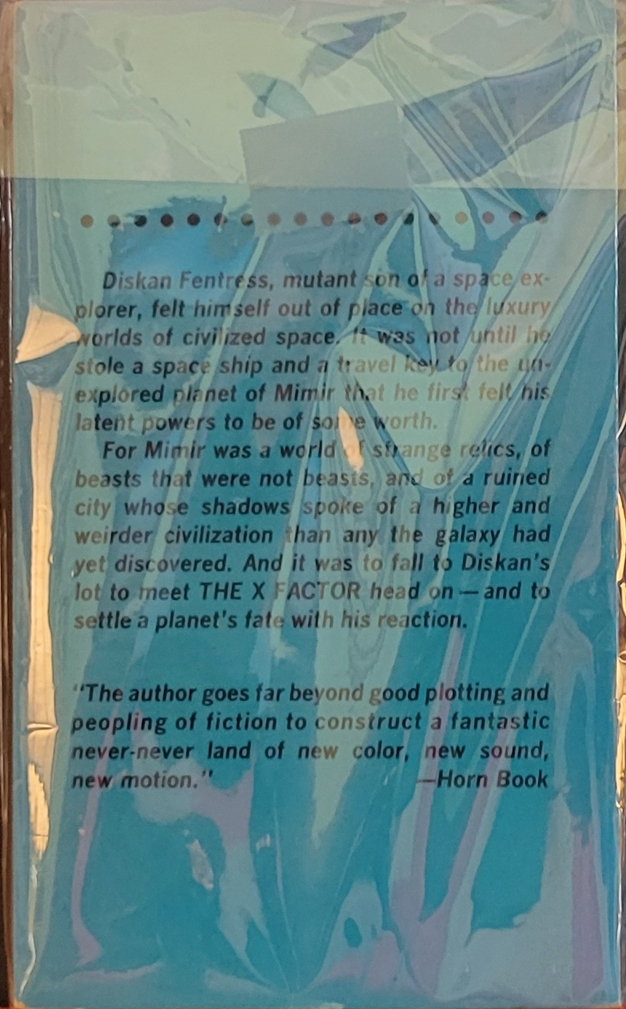 Diskan Fentress, mutant son of a space ex-
plorer, felt himself out of place on the luxury
worlds of civilized space. It was not until he
stole a space ship and a travel key to the un-
explored planet of Mimir that he first felt his
latent powers to be of some worth.
For Mimir was a world of strange relics, of
beasts that were not beasts, and of a ruined
city whose shadows spoke of a higher and
weirder civilization than any the galaxy had
yet discovered. And it was to fall to Diskan's
lot to meet THE X FACTOR head on—and to
settle a planet's fate with his reaction.
"The author goes far beyond good plotting and
peopling of fiction to construct a fantastic
never-never land of new color, new sound,
new motion." —Horn Book